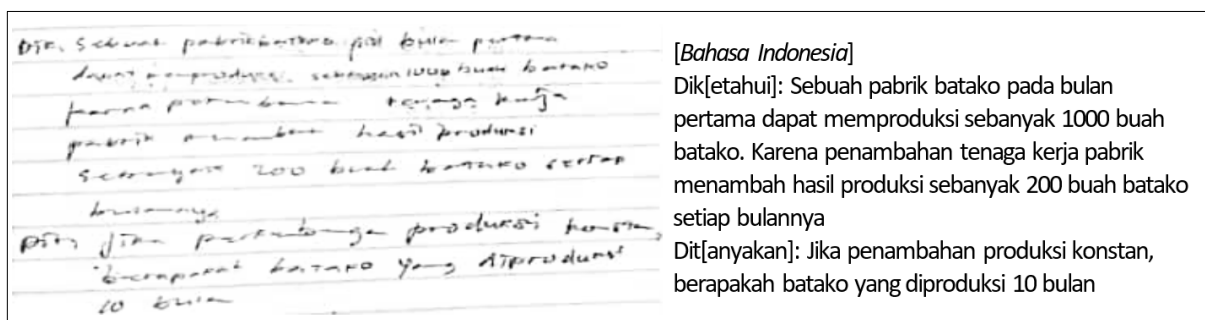 Dik, Sebuah pabrik batako bulan pertama
dapat memproduksi sebanyak 1000 buah batako
karna tenaga kerja
pabrik menambah hasil produksi
sebanyak 200 buah batako setiap
bulannya
Dit, Jika produksi konstan,
berapakah batako yang diproduksi
10 bulan
[Bahasa Indonesia]
Dik[etahui]: Sebuah pabrik batako pada bulan
pertama dapat memproduksi sebanyak 1000 buah
batako. Karena penambahan tenaga kerja pabrik
menambah hasil produksi sebanyak 200 buah batako
setiap bulannya
Dit[anyakan]: Jika penambahan produksi konstan,
berapakah batako yang diproduksi 10 bulan